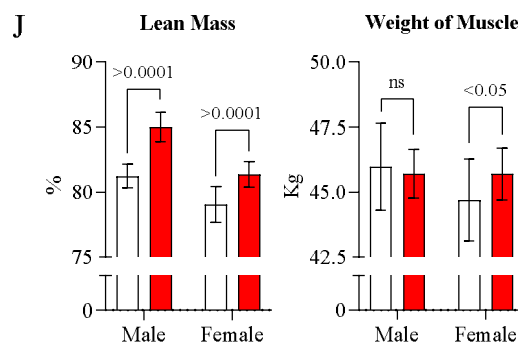 J
Lean Mass
90
85
80
75
0
%
>0.0001
>0.0001
Male
Female
Weight of Muscle
50.0
47.5
45.0
42.5
0
Kg
ns
<0.05
Male
Female